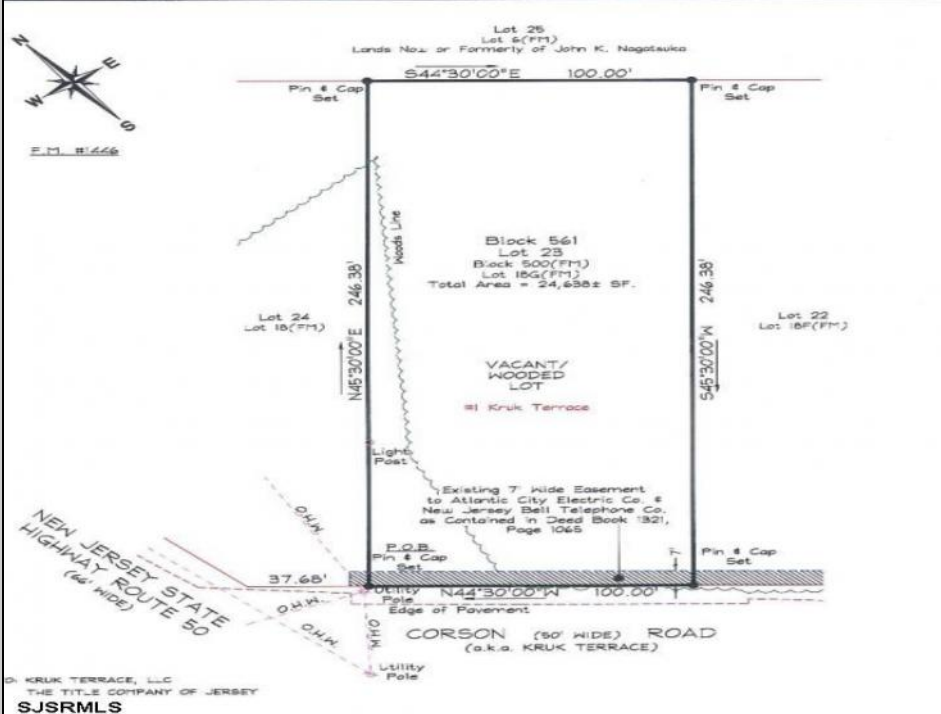 Lot 25
Lot 6(FM)
Lands Now or Formerly of John K. Nagatsuka
S44°30'00"E 100.00'
Pin & Cap
Set
Pin & Cap
Set
N
E
W
S
F.M. #1446
Woods Line
Block 561
Lot 23
Block 500(FM)
Lot 18G(FM)
Total Area = 24,638± SF.
N45°30'00"E 246.38'
S45°30'00"W 246.38'
Lot 24
Lot 18(FM)
Lot 22
Lot 18F(FM)
VACANT/
WOODED
LOT
#1 Kruk Terrace
Light
Post
Existing 7' Wide Easement
to Atlantic City Electric Co. &
New Jersey Bell Telephone Co.
as Contained in Deed Book 1321,
Page 1065
O.H.W.
NEW JERSEY STATE
HIGHWAY ROUTE 50
(66' WIDE)
P.O.B.
Pin & Cap
Set
7'
Pin & Cap
Set
37.68'
Utility
Pole
N44°30'00"W 100.00'
Edge of Pavement
O.H.W.
O.H.W.
OHW
CORSON (50' WIDE) ROAD
(a.k.a. KRUK TERRACE)
Utility
Pole
O: KRUK TERRACE, LLC
THE TITLE COMPANY OF JERSEY
SJSRMLS